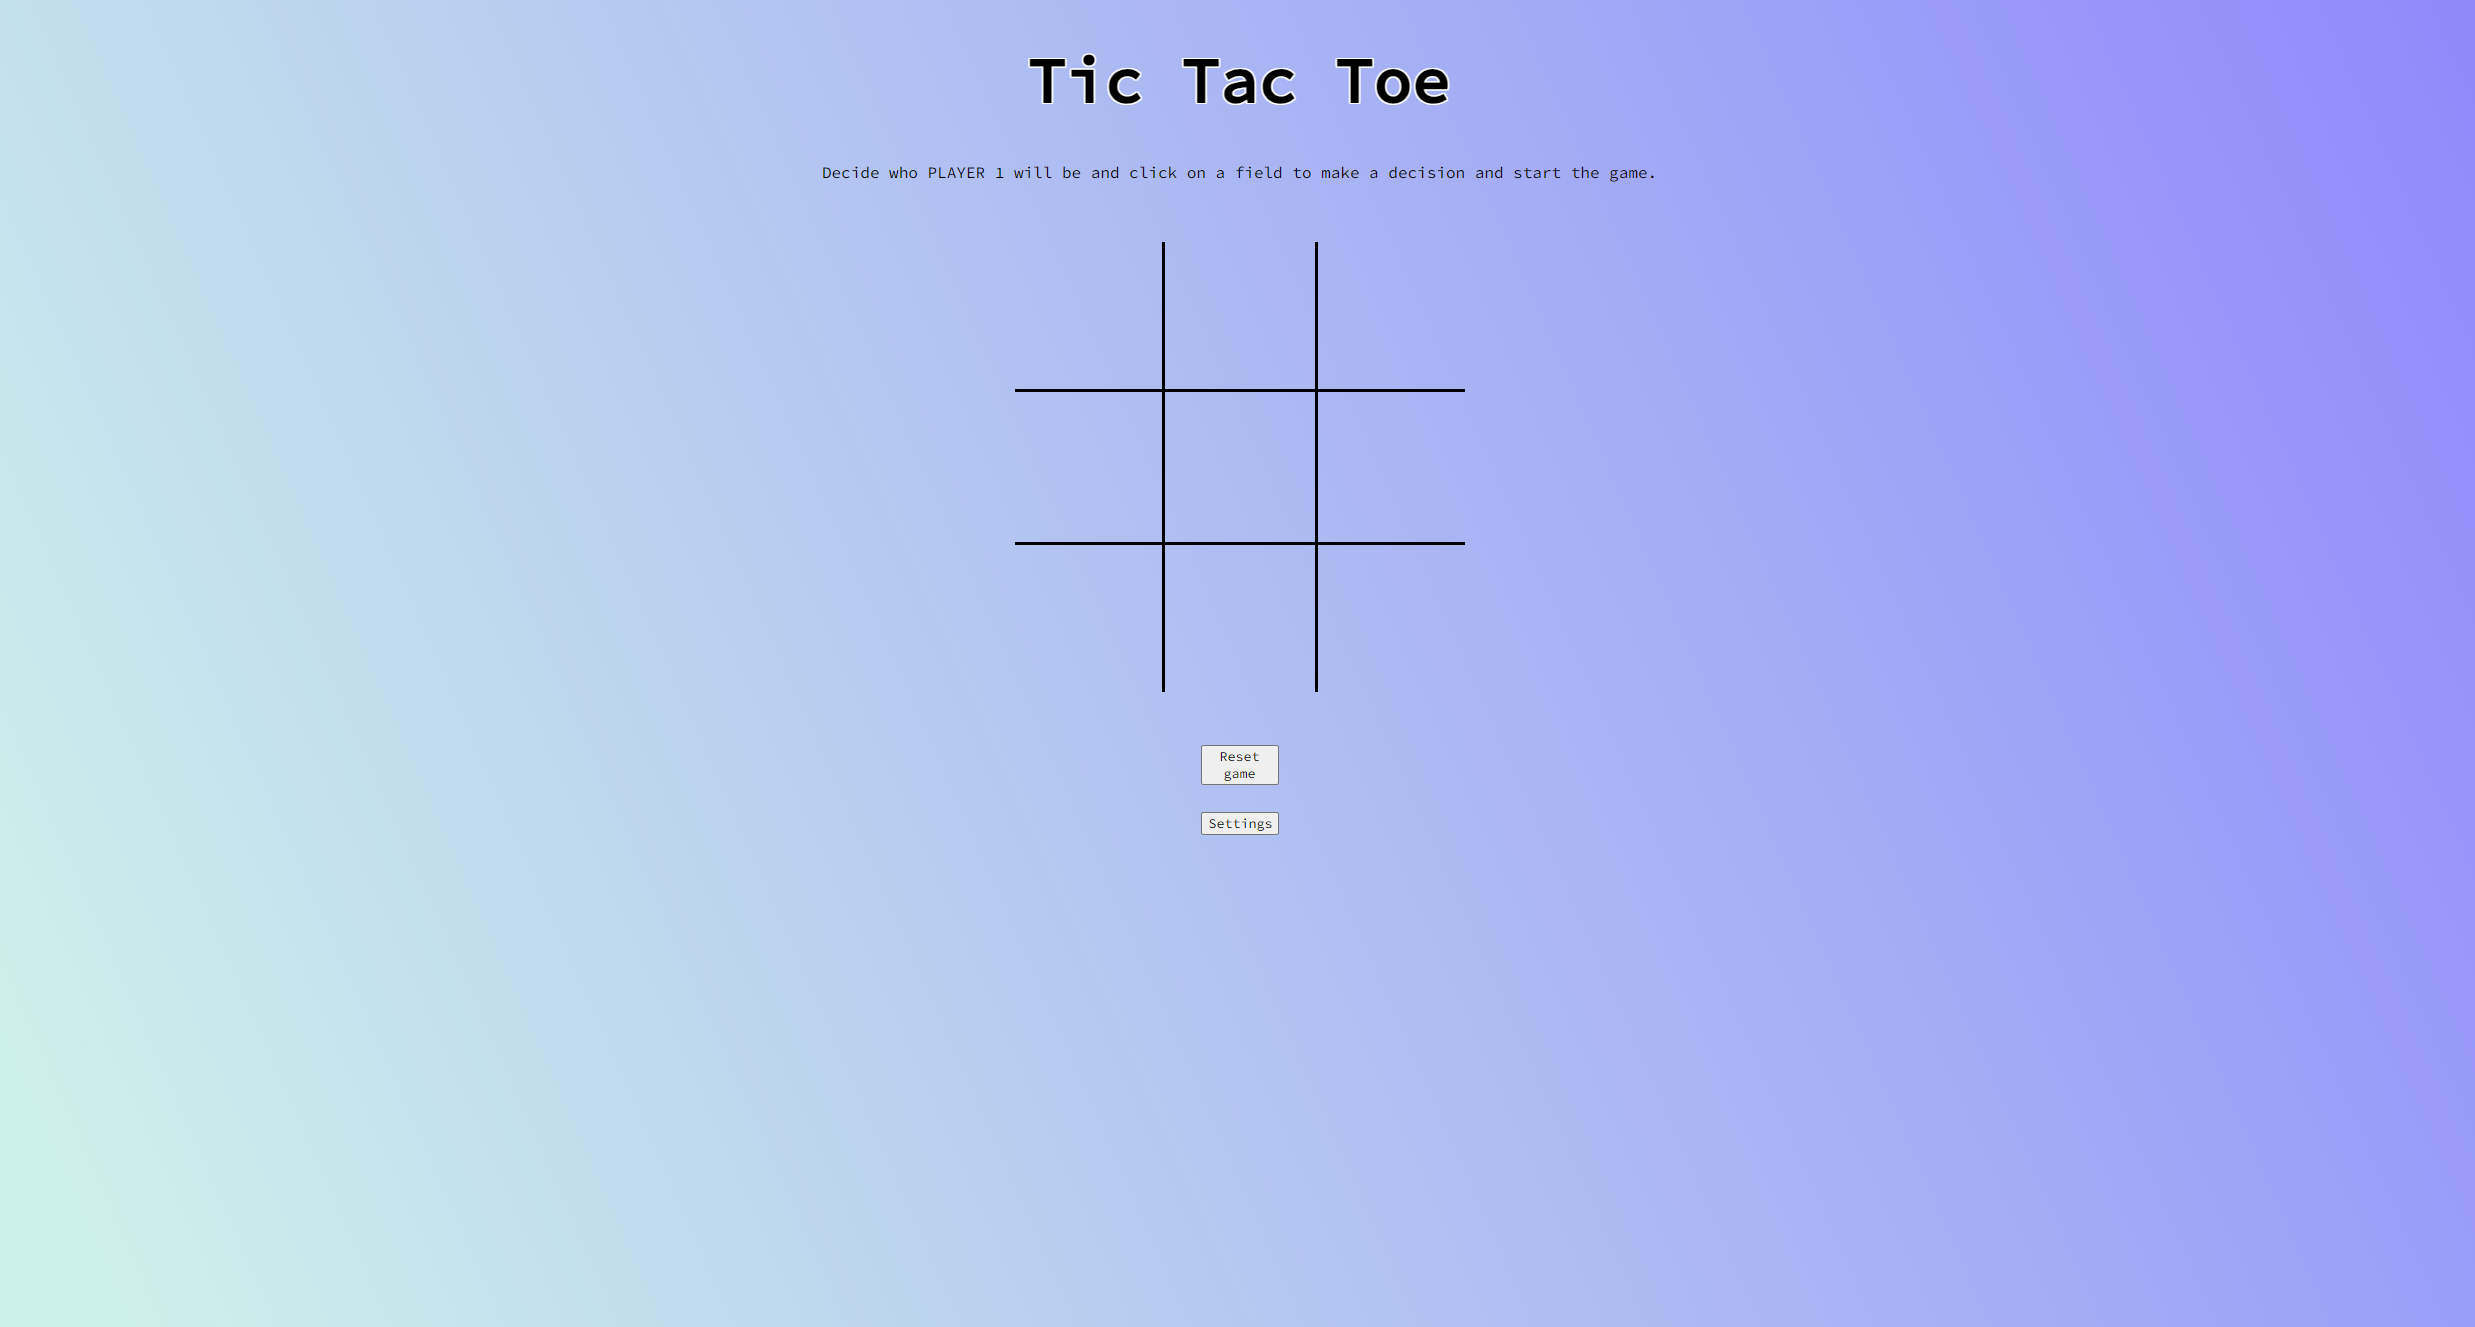 Tic Tac Toe
Decide who PLAYER 1 will be and click on a field to make a decision and start the game.
Reset
game
Settings